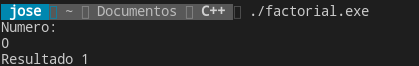 jose ~ Documentos C++ ./factorial.exe
Numero:
0
Resultado 1